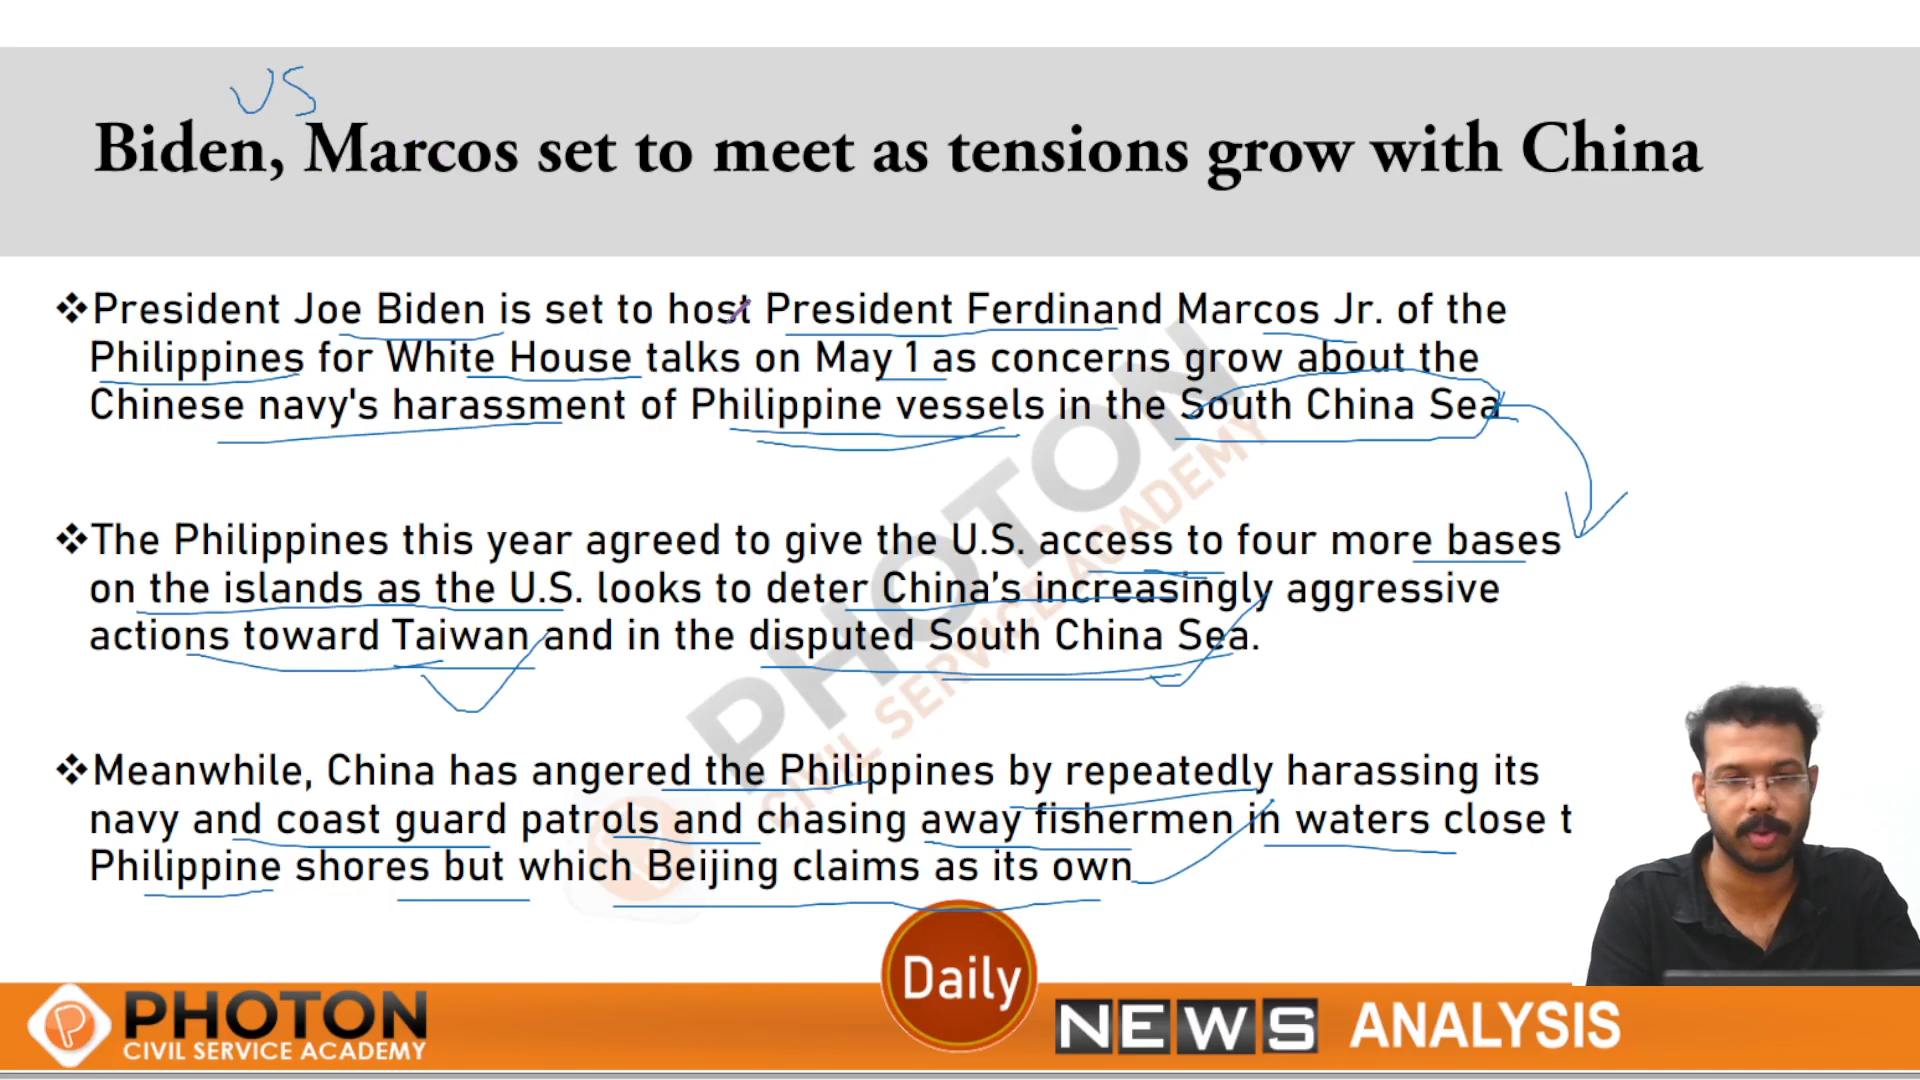 US
Biden, Marcos set to meet as tensions grow with China
❖President Joe Biden is set to host President Ferdinand Marcos Jr. of the
Philippines for White House talks on May 1 as concerns grow about the
Chinese navy's harassment of Philippine vessels in the South China Sea
❖The Philippines this year agreed to give the U.S. access to four more bases
on the islands as the U.S. looks to deter China’s increasingly aggressive
actions toward Taiwan and in the disputed South China Sea.
❖Meanwhile, China has angered the Philippines by repeatedly harassing its
navy and coast guard patrols and chasing away fishermen in waters close t
Philippine shores but which Beijing claims as its own
PHOTON
CIVIL SERVICE ACADEMY
PHOTON
CIVIL SERVICE ACADEMY
Daily
NEWS ANALYSIS